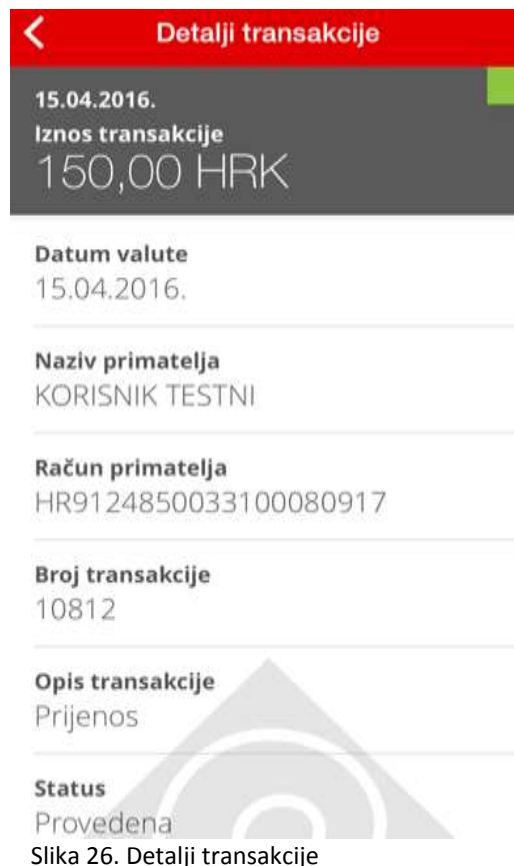 Detalji transakcije
15.04.2016.
Iznos transakcije
150,00 HRK
Datum valute
15.04.2016.
Naziv primatelja
KORISNIK TESTNI
Račun primatelja
HR9124850033100080917
Broj transakcije
10812
Opis transakcije
Prijenos
Status
Provedena
Slika 26. Detalji transakcije